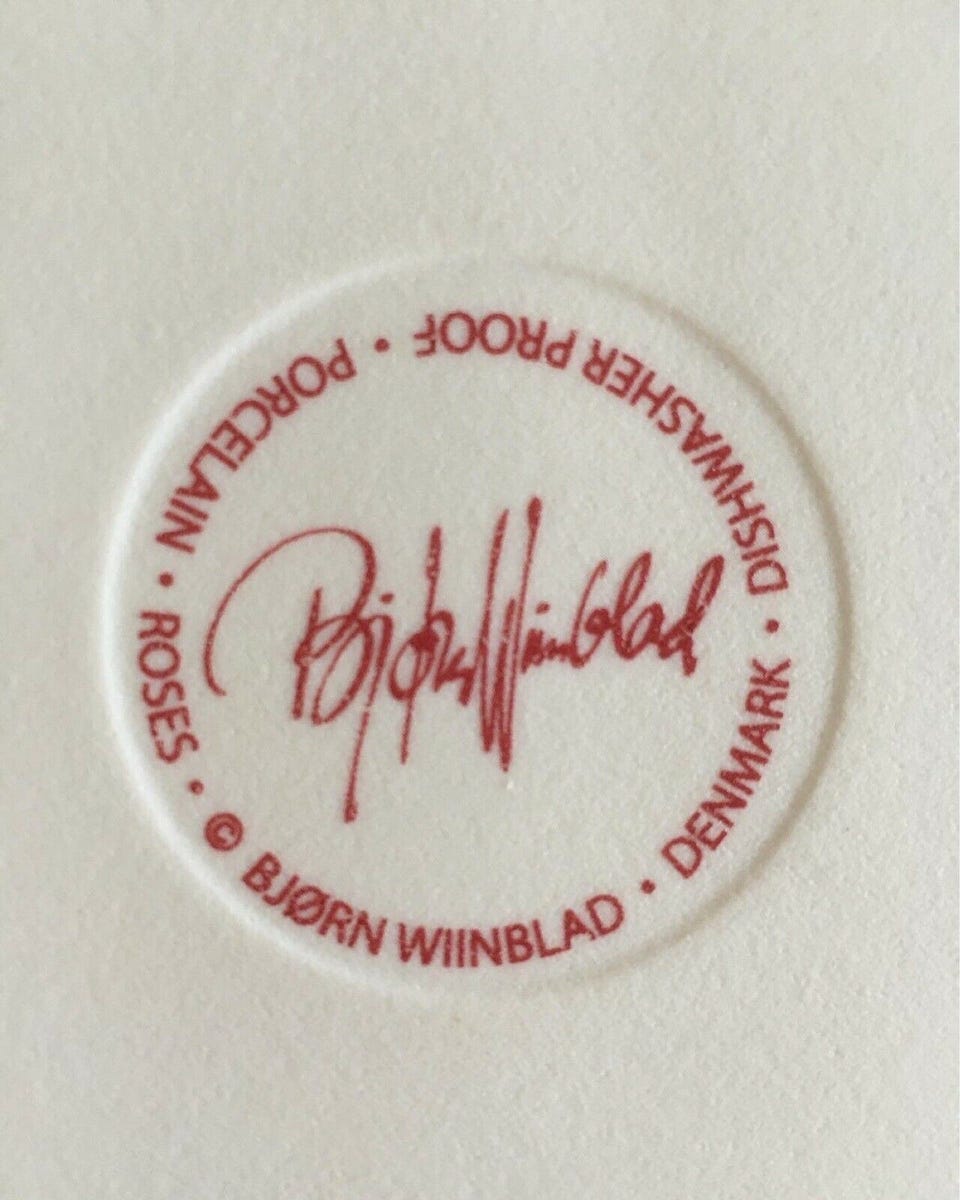 ROSES • © BJØRN WIINBLAD • DENMARK • DISHWASHER PROOF • PORCELAIN •
Bjørn Wiinblad